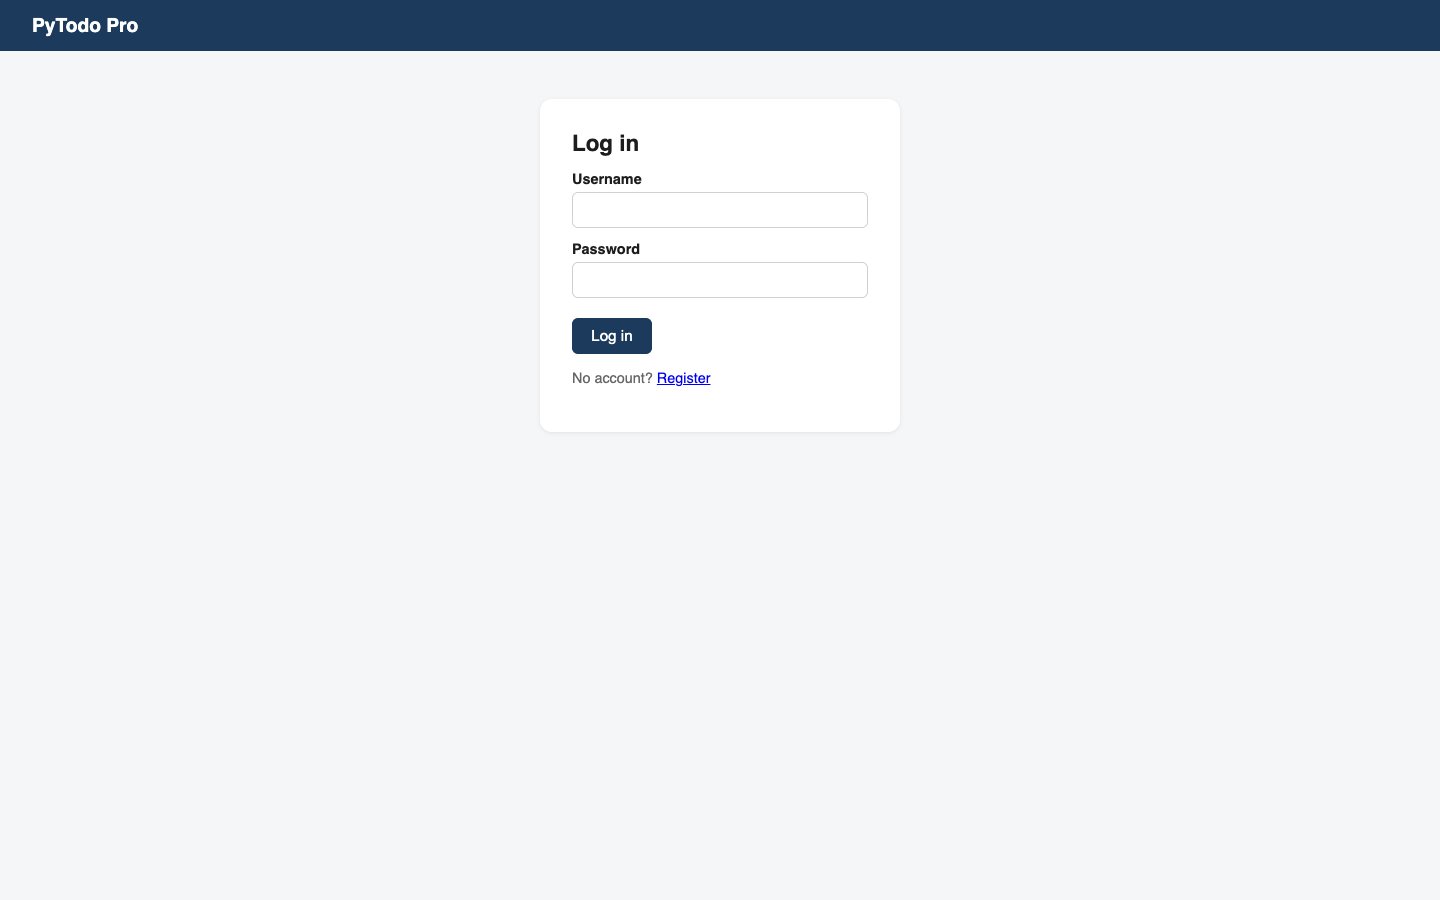 PyTodo Pro
Log in
Username
Password
Log in
No account? Register